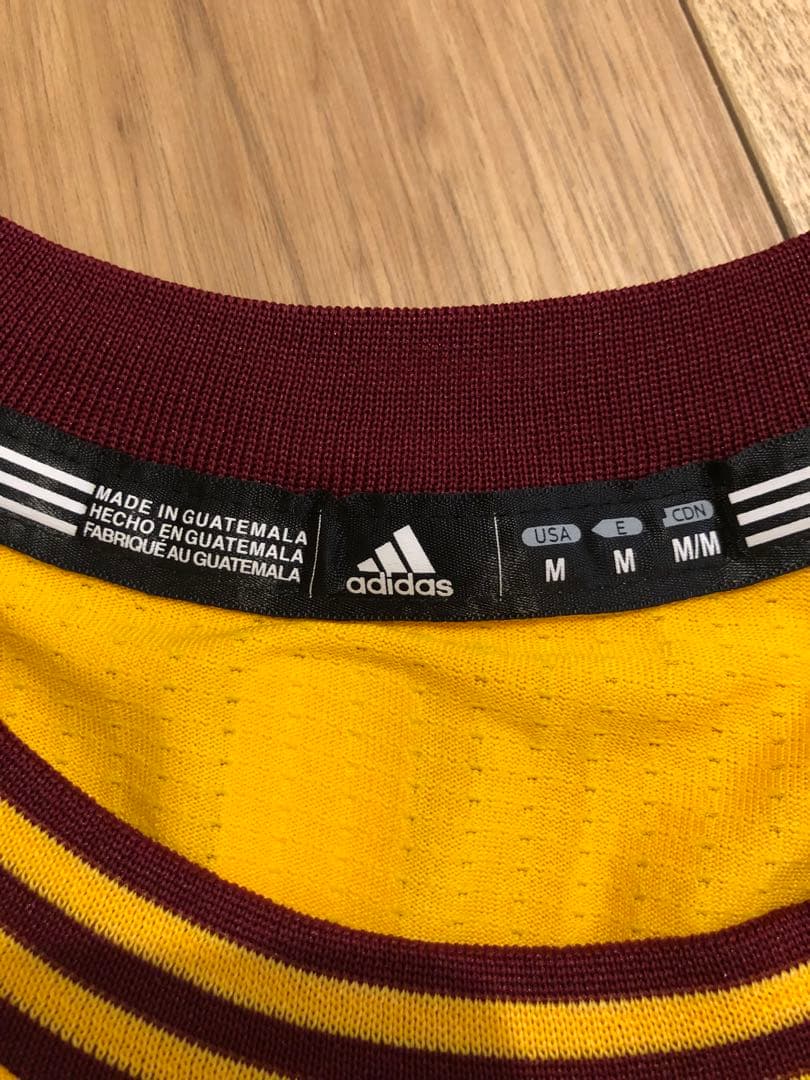 MADE IN GUATEMALA
HECHO EN GUATEMALA
FABRIQUÉ AU GUATEMALA
adidas
USA E CDN
M M M/M